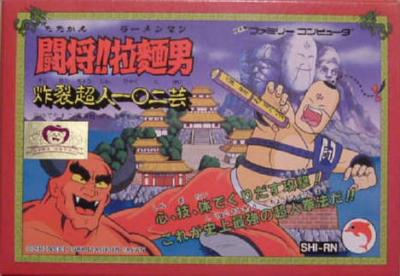 たたかえ ラーメンマン
闘将!!拉麺男
炸裂超人一〇二芸
ファミリーコンピュータ
闘
心、技、体でくりだす攻撃!!
これが史上最強の超人拳法だ!!
SHI-RN